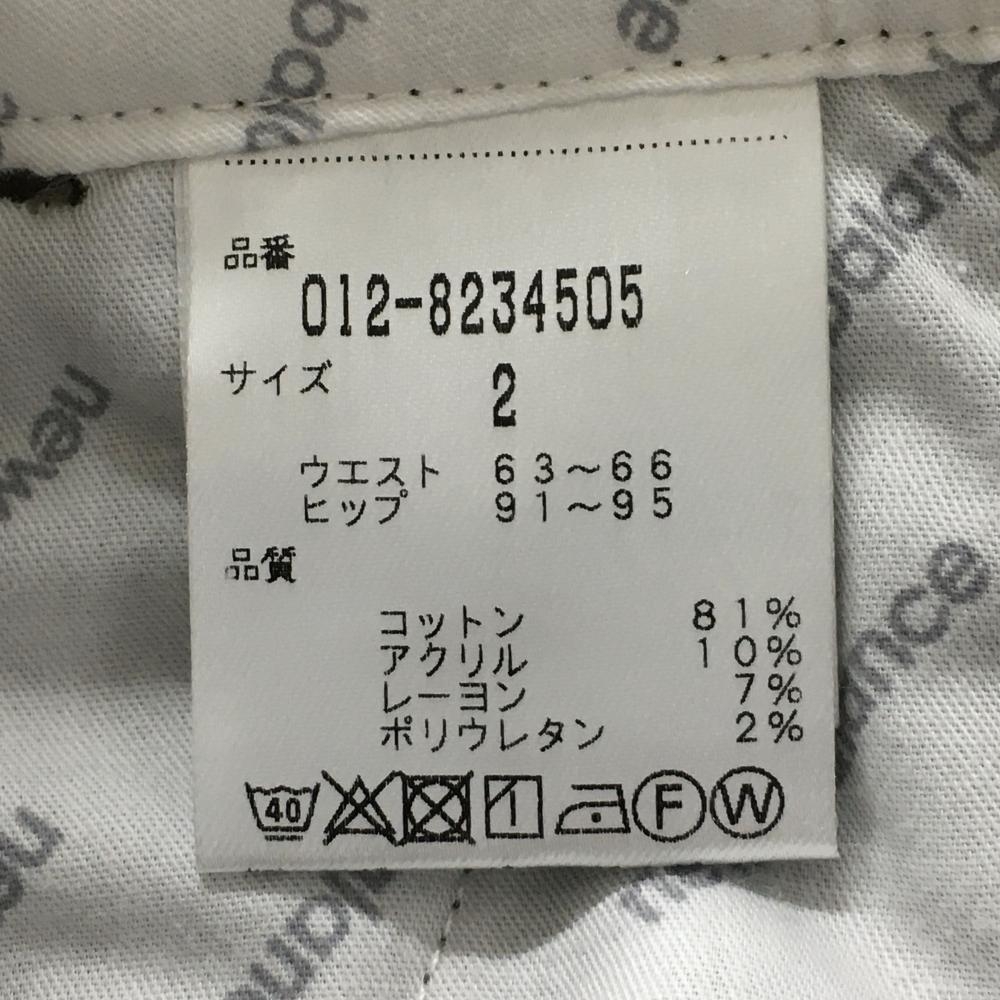 品番
012-8234505
サイズ 2
ウエスト 63～66
ヒップ 91～95
品質
コットン 81%
アクリル 10%
レーヨン 7%
ポリウレタン 2%
40 F W
new
balance